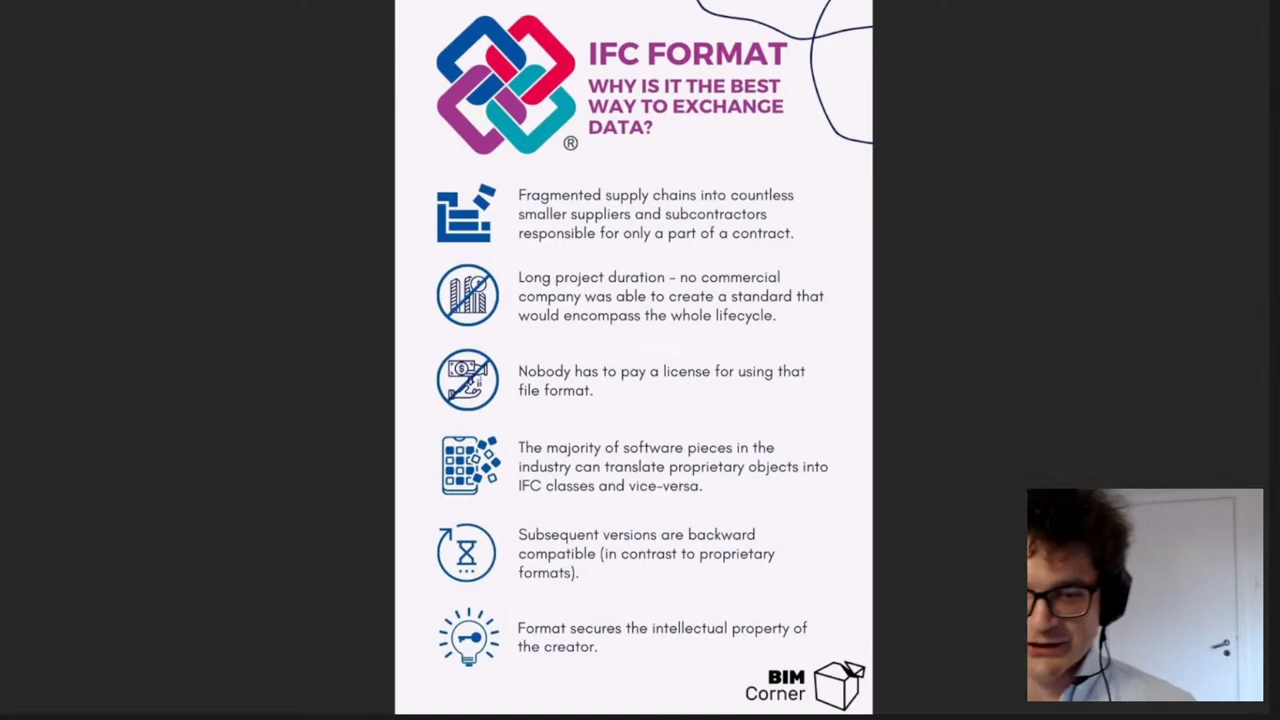 IFC FORMAT
WHY IS IT THE BEST
WAY TO EXCHANGE
DATA?
®
Fragmented supply chains into countless
smaller suppliers and subcontractors
responsible for only a part of a contract.
Long project duration - no commercial
company was able to create a standard that
would encompass the whole lifecycle.
$
Nobody has to pay a license for using that
file format.
The majority of software pieces in the
industry can translate proprietary objects into
IFC classes and vice-versa.
Subsequent versions are backward
compatible (in contrast to proprietary
formats).
Format secures the intellectual property of
the creator.
BIM
Corner